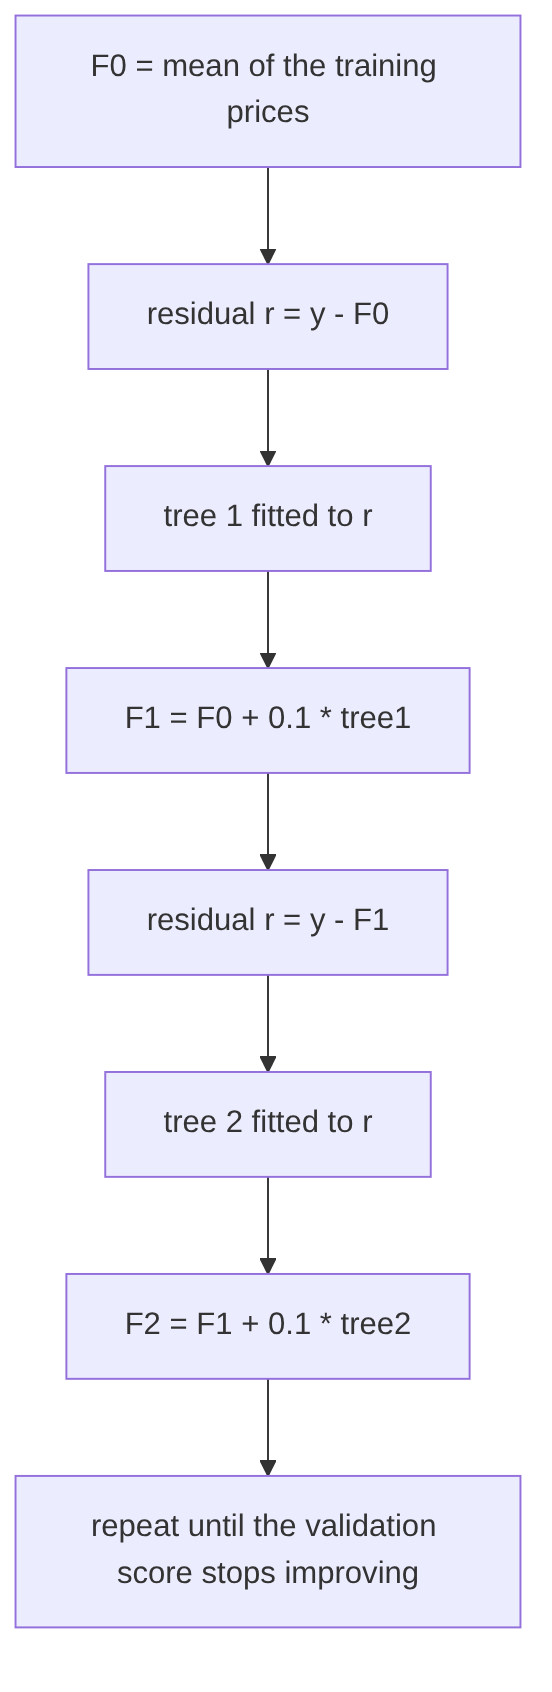 F0 = mean of the training
prices
residual r = y - F0
tree 1 fitted to r
F1 = F0 + 0.1 * tree1
residual r = y - F1
tree 2 fitted to r
F2 = F1 + 0.1 * tree2
repeat until the validation
score stops improving